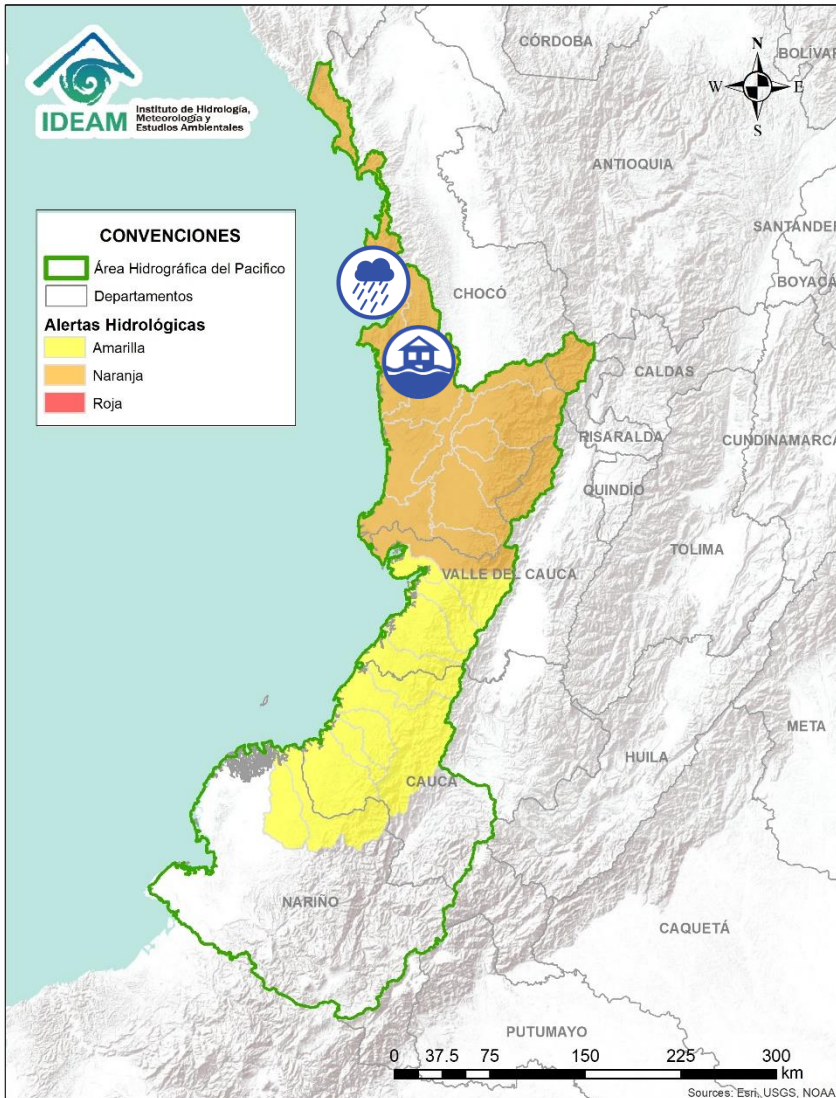 IDEAM
Instituto de Hidrología,
Meteorología y
Estudios Ambientales
N
W E
S
CÓRDOBA
BOLÍVAR
ANTIOQUIA
SANTANDER
BOYACÁ
CONVENCIONES
Área Hidrográfica del Pacifico
Departamentos
Alertas Hidrológicas
Amarilla
Naranja
Roja
CHOCÓ
CALDAS
RISARALDA
CUNDINAMARCA
QUINDÍO
TOLIMA
VALLE DEL CAUCA
META
HUILA
CAUCA
NARIÑO
CAQUETÁ
PUTUMAYO
0 37.5 75 150 225 300
km
Sources: Esri, USGS, NOAA